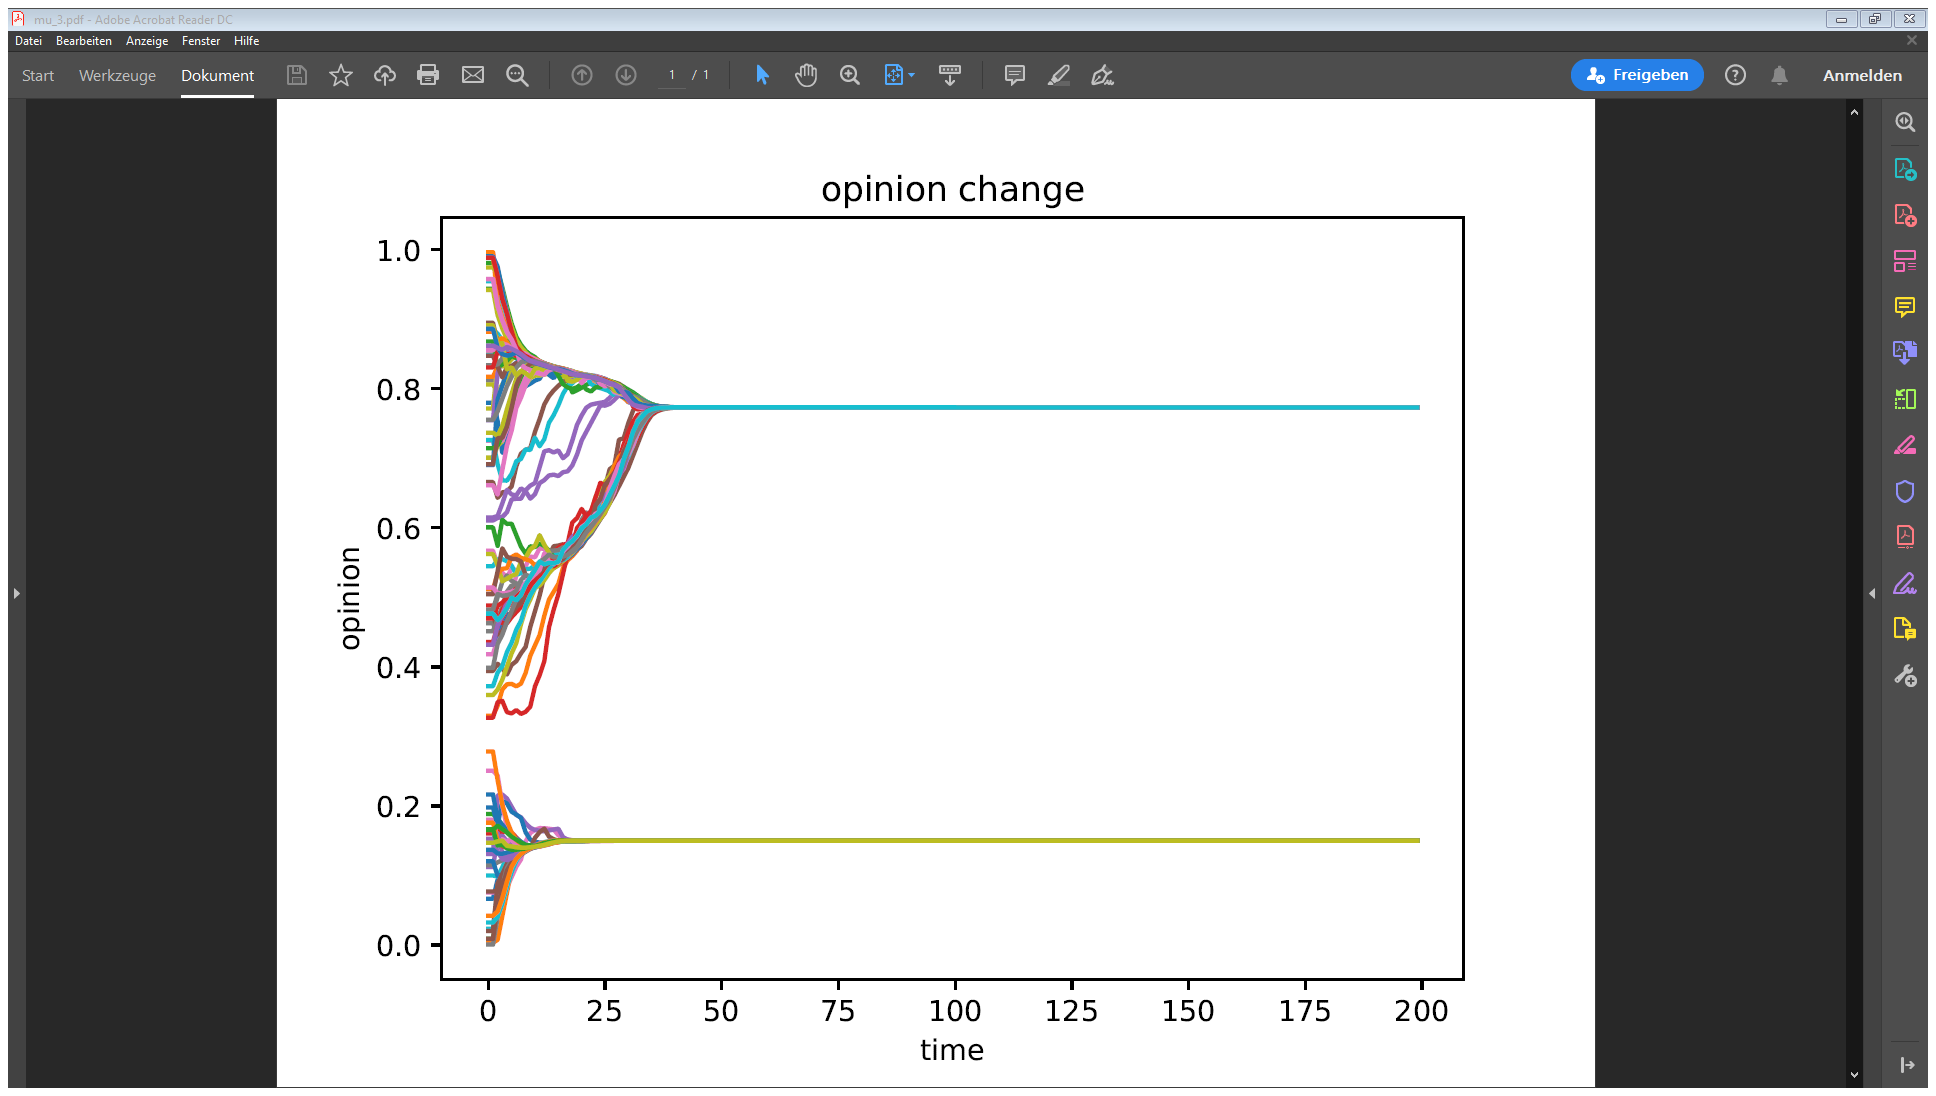 mu_3.pdf - Adobe Acrobat Reader DC
Datei Bearbeiten Anzeige Fenster Hilfe
Start Werkzeuge Dokument 1 / 1 Freigeben Anmelden
opinion change
1.0
0.8
0.6
0.4
0.2
0.0
opinion
0 25 50 75 100 125 150 175 200
time